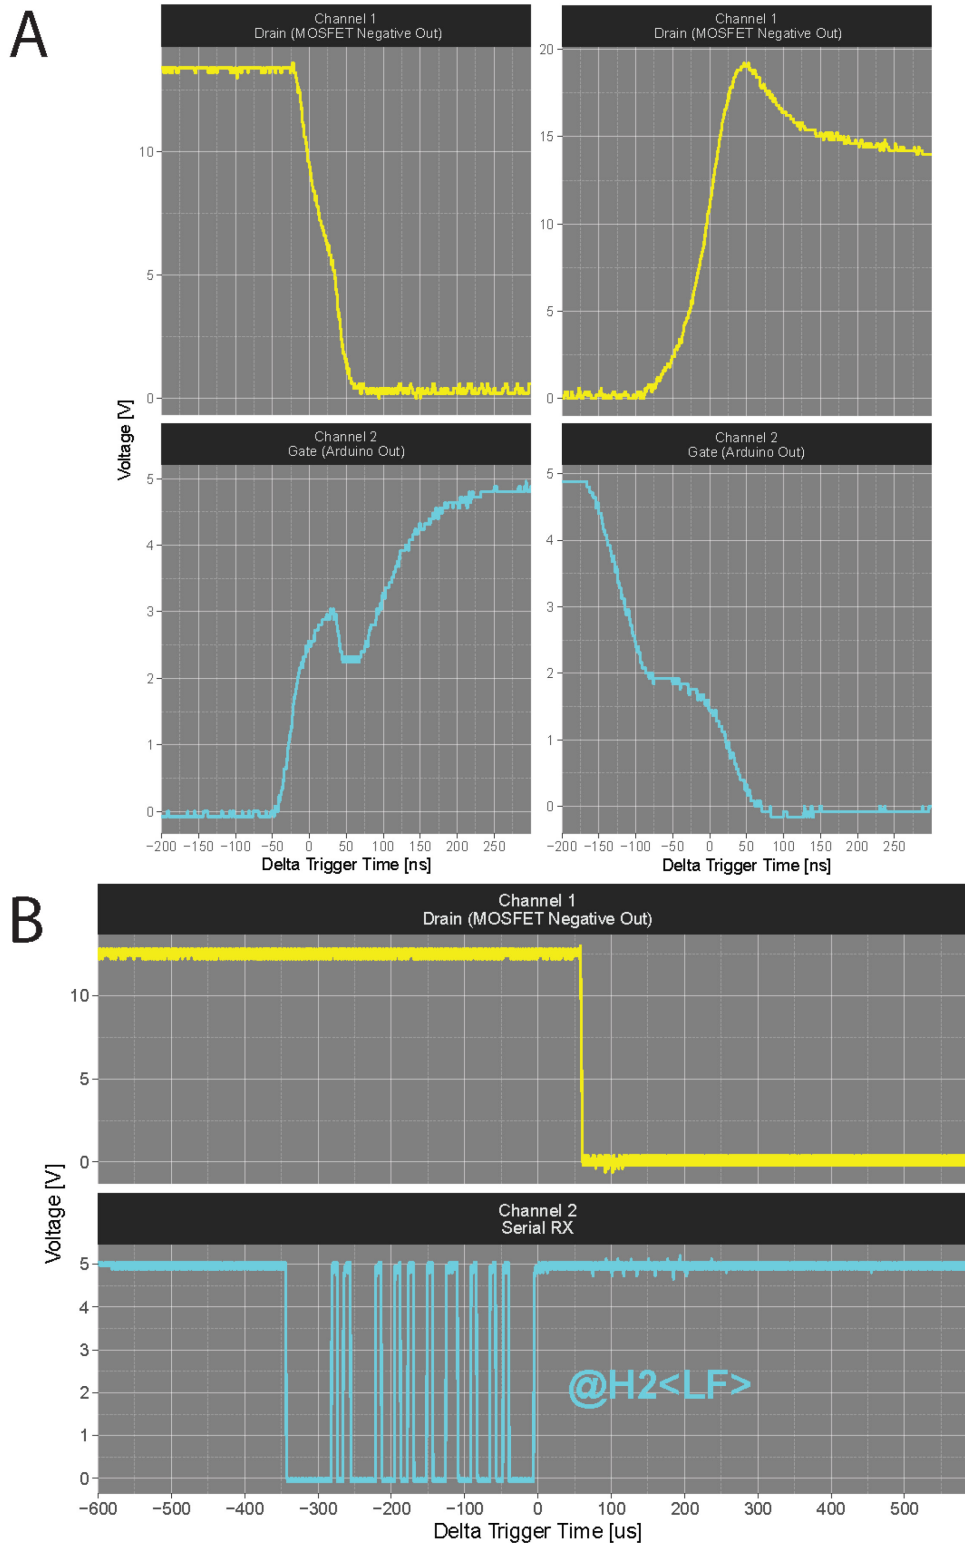 A
Channel 1
Drain (MOSFET Negative Out)
10
5
0
Channel 1
Drain (MOSFET Negative Out)
20
15
10
5
0
Voltage [V]
Channel 2
Gate (Arduino Out)
5
4
3
2
1
0
−200 −150 −100 −50 0 50 100 150 200 250
Delta Trigger Time [ns]
Channel 2
Gate (Arduino Out)
5
4
3
2
1
0
−200 −150 −100 −50 0 50 100 150 200 250
Delta Trigger Time [ns]
B
Channel 1
Drain (MOSFET Negative Out)
10
5
0
Voltage [V]
Channel 2
Serial RX
5
4
3
2
1
0
@H2<LF>
−600 −500 −400 −300 −200 −100 0 100 200 300 400 500
Delta Trigger Time [us]